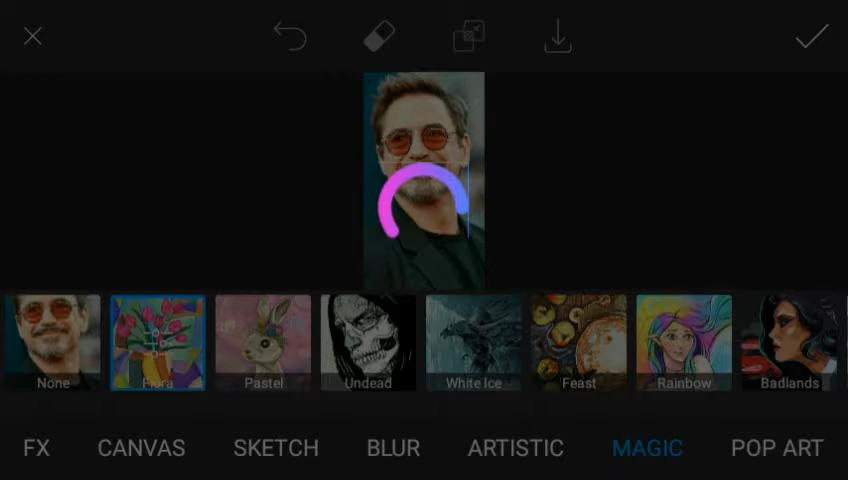 None Flora Pastel Undead White Ice Feast Rainbow Badlands
FX CANVAS SKETCH BLUR ARTISTIC MAGIC POP ART